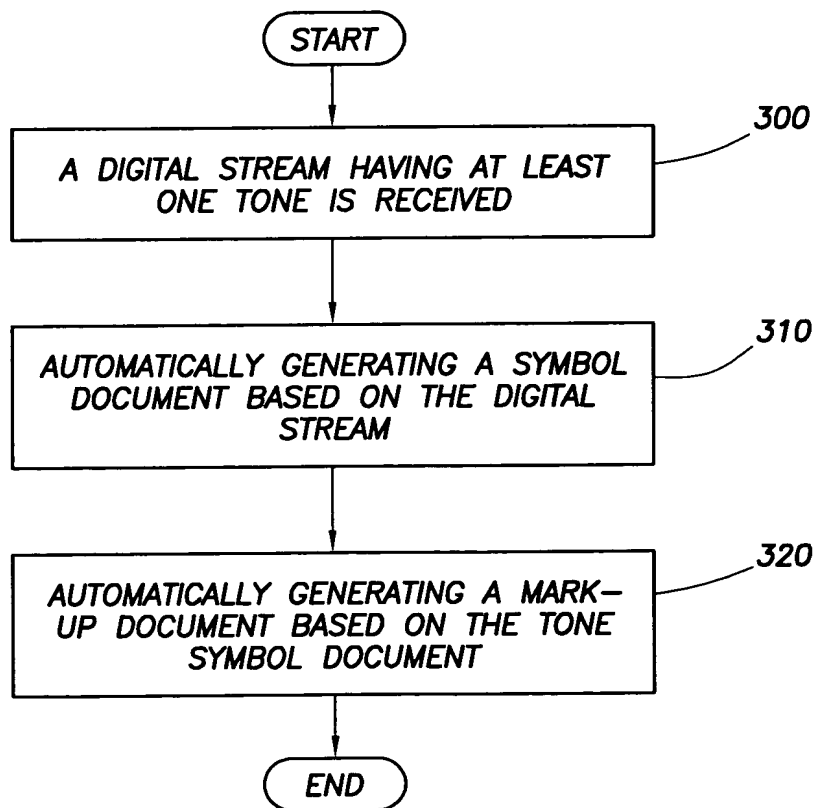 START
300
A DIGITAL STREAM HAVING AT LEAST
ONE TONE IS RECEIVED
310
AUTOMATICALLY GENERATING A SYMBOL
DOCUMENT BASED ON THE DIGITAL
STREAM
320
AUTOMATICALLY GENERATING A MARK-
UP DOCUMENT BASED ON THE TONE
SYMBOL DOCUMENT
END